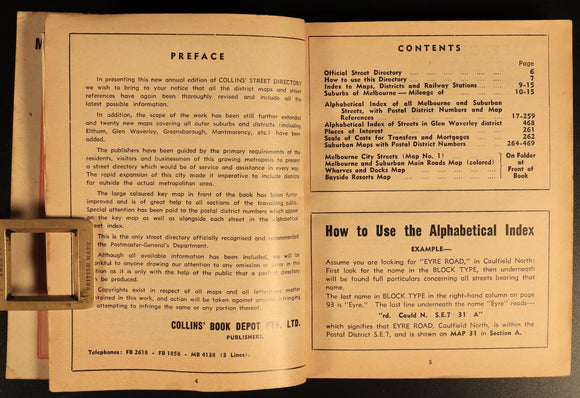 M
PREFACE
In presenting this new annual edition of COLLINS' STREET DIRECTORY
we wish to bring to your notice that all the district maps and street
references have again been thoroughly revised and include all the
latest possible information.
In addition, the scope of the work has been still further extended
and twenty new maps covering all outer suburbs and districts (including
Eltham, Glen Waverley, Greensborough, Montmorency, etc.) have been
added.
The publishers have been guided by the primary requirements of the
residents, visitors and businessmen of this growing metropolis to present
a street directory which would be of service and assistance in every way.
The rapid expansion of this city made it imperative to include districts
far outside the actual metropolitan area.
The large coloured key map in front of the book has been further
improved and is of great help to all sections of the travelling public.
Special attention has been paid to the postal district numbers which appear
on the key map as well as alongside each street in the alphabetical
street index.
This is the only street directory officially recognised and recommended
the Postmaster-General's Department.
Although all available information has been included, we will be
thankful to anyone drawing our attention to any omission or error in this
as it is only with the help of the public that a perfect directory
be produced.
Copyrights exist in respect of all maps and all letterpress matter
contained in this work, and action will be taken against anyone infringing
attempting to infringe the same or any portion thereof.
COLLINS' BOOK DEPOT PTY. LTD.
PUBLISHERS.
Telephones: FB 2618 - FB 1856 - MB 4138 (3 Lines).
4
BRITISH MADE
CONTENTS
Page
Official Street Directory 6
How to use this Directory 7
Index to Maps, Districts and Railway Stations 9-15
Suburbs of Melbourne—Mileage of 10-15
Alphabetical Index of all Melbourne and Suburban
Streets, with Postal District Numbers and Map
References 17-259
Alphabetical Index of Streets in Glen Waverley district 468
Places of Interest 261
Scale of Costs for Transfers and Mortgages 262
Suburban Maps with Postal District Numbers 264-469
Melbourne City Streets (Map No. 1)
Melbourne and Suburban Main Roads Map (colored)
Wharves and Docks Map
Bayside Resorts Map
On Folder
at
Front of
Book
How to Use the Alphabetical Index
EXAMPLE—
Assume you are looking for "EYRE ROAD," in Caulfield North:
First look for the name in the BLOCK TYPE, then underneath
will be found full particulars concerning all streets bearing that
name.
The last name in BLOCK TYPE in the right-hand column on page
93 is "Eyre." The last line underneath the name "Eyre" reads—
"rd. Cauld N. S.E.7 31 A"
which signifies that EYRE ROAD, Caulfield North, is within the
Postal District S.E.7, and is shown on MAP 31 in Section A.
5